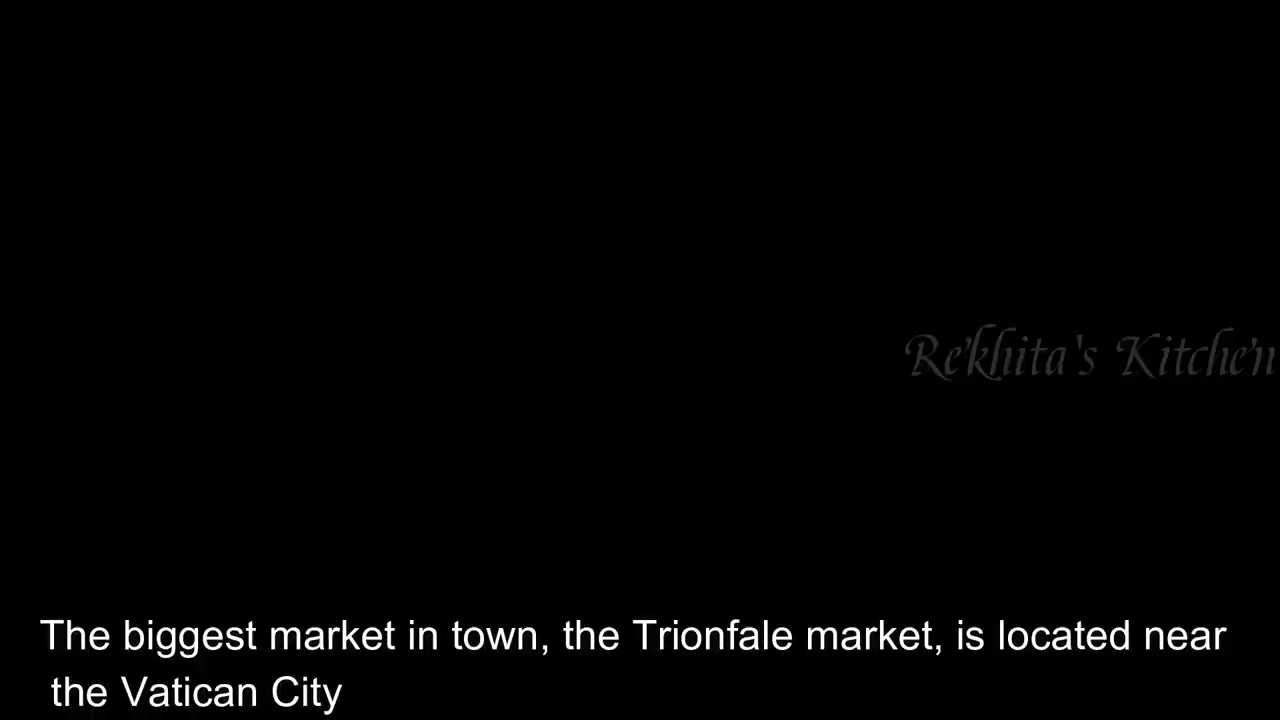 Rekhita's Kitchen
The biggest market in town, the Trionfale market, is located near
the Vatican City